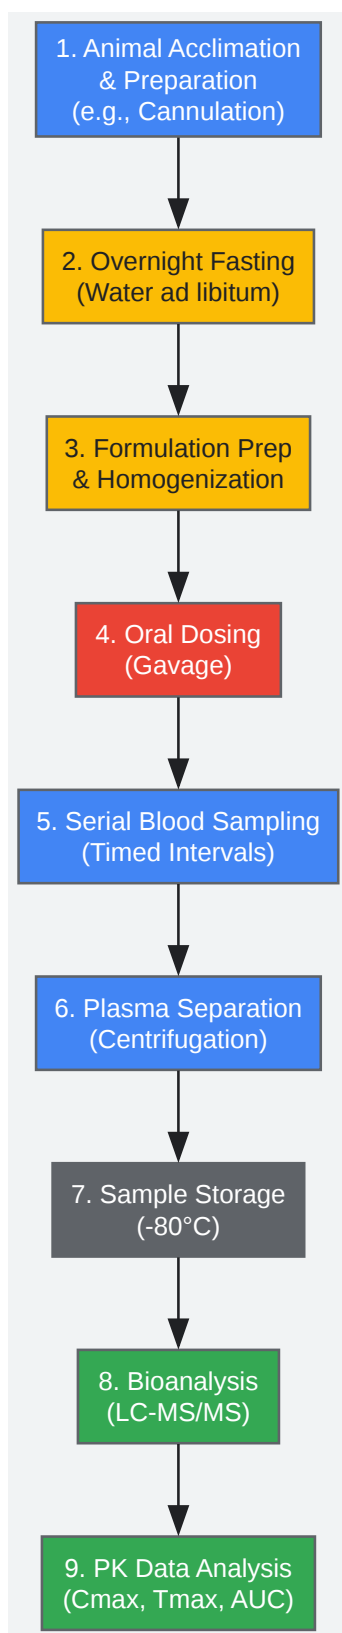 1. Animal Acclimation
& Preparation
(e.g., Cannulation)
2. Overnight Fasting
(Water ad libitum)
3. Formulation Prep
& Homogenization
4. Oral Dosing
(Gavage)
5. Serial Blood Sampling
(Timed Intervals)
6. Plasma Separation
(Centrifugation)
7. Sample Storage
(-80°C)
8. Bioanalysis
(LC-MS/MS)
9. PK Data Analysis
(Cmax, Tmax, AUC)